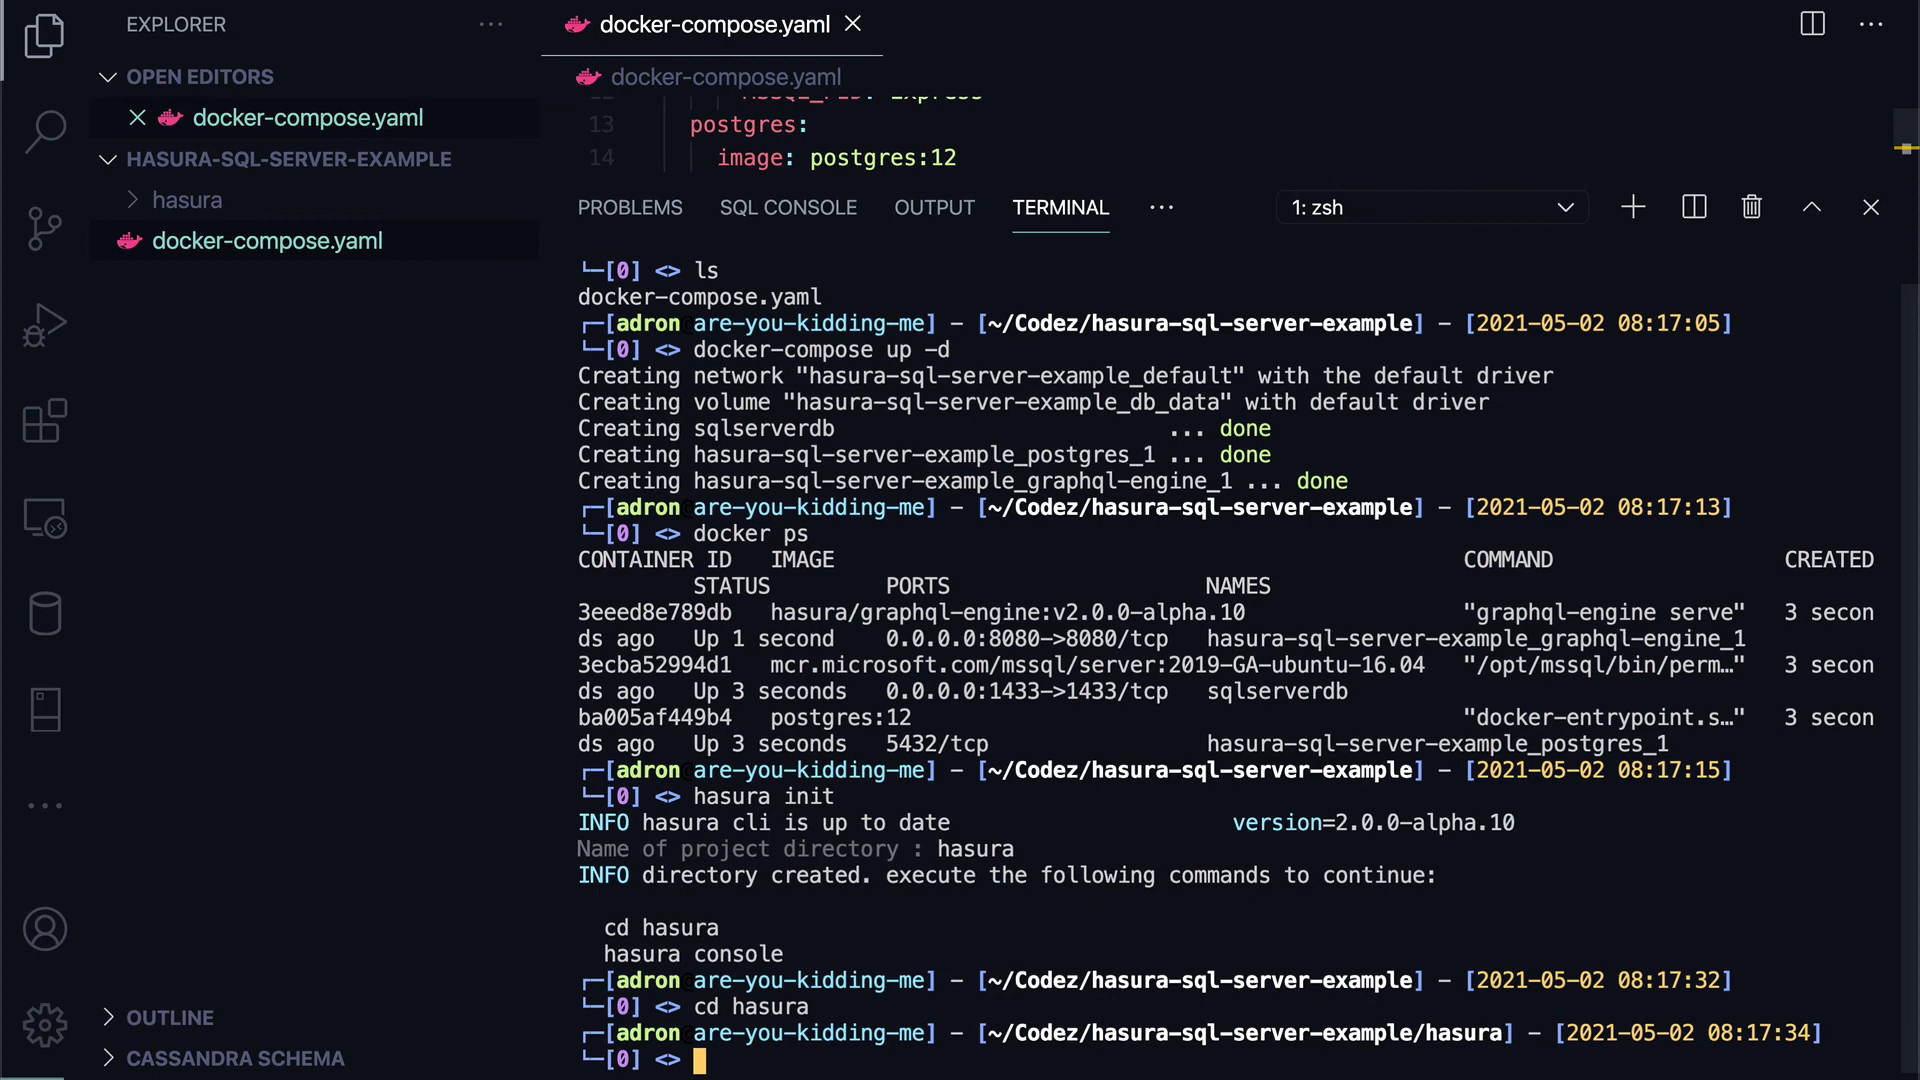 EXPLORER
OPEN EDITORS
docker-compose.yaml
HASURA-SQL-SERVER-EXAMPLE
hasura
docker-compose.yaml
OUTLINE
CASSANDRA SCHEMA
docker-compose.yaml
docker-compose.yaml
13 postgres:
14 image: postgres:12
PROBLEMS SQL CONSOLE OUTPUT TERMINAL ··· 1: zsh
└─[0] <> ls
docker-compose.yaml
┌─[adron@are-you-kidding-me] - [~/Codez/hasura-sql-server-example] - [2021-05-02 08:17:05]
└─[0] <> docker-compose up -d
Creating network "hasura-sql-server-example_default" with the default driver
Creating volume "hasura-sql-server-example_db_data" with default driver
Creating sqlserverdb ... done
Creating hasura-sql-server-example_postgres_1 ... done
Creating hasura-sql-server-example_graphql-engine_1 ... done
┌─[adron@are-you-kidding-me] - [~/Codez/hasura-sql-server-example] - [2021-05-02 08:17:13]
└─[0] <> docker ps
CONTAINER ID IMAGE COMMAND CREATED
STATUS PORTS NAMES
3eeed8e789db hasura/graphql-engine:v2.0.0-alpha.10 "graphql-engine serve" 3 secon
ds ago Up 1 second 0.0.0.0:8080->8080/tcp hasura-sql-server-example_graphql-engine_1
3ecba52994d1 mcr.microsoft.com/mssql/server:2019-GA-ubuntu-16.04 "/opt/mssql/bin/perm…" 3 secon
ds ago Up 3 seconds 0.0.0.0:1433->1433/tcp sqlserverdb
ba005af449b4 postgres:12 "docker-entrypoint.s…" 3 secon
ds ago Up 3 seconds 5432/tcp hasura-sql-server-example_postgres_1
┌─[adron@are-you-kidding-me] - [~/Codez/hasura-sql-server-example] - [2021-05-02 08:17:15]
└─[0] <> hasura init
INFO hasura cli is up to date version=2.0.0-alpha.10
Name of project directory : hasura
INFO directory created. execute the following commands to continue:
cd hasura
hasura console
┌─[adron@are-you-kidding-me] - [~/Codez/hasura-sql-server-example] - [2021-05-02 08:17:32]
└─[0] <> cd hasura
┌─[adron@are-you-kidding-me] - [~/Codez/hasura-sql-server-example/hasura] - [2021-05-02 08:17:34]
└─[0] <>